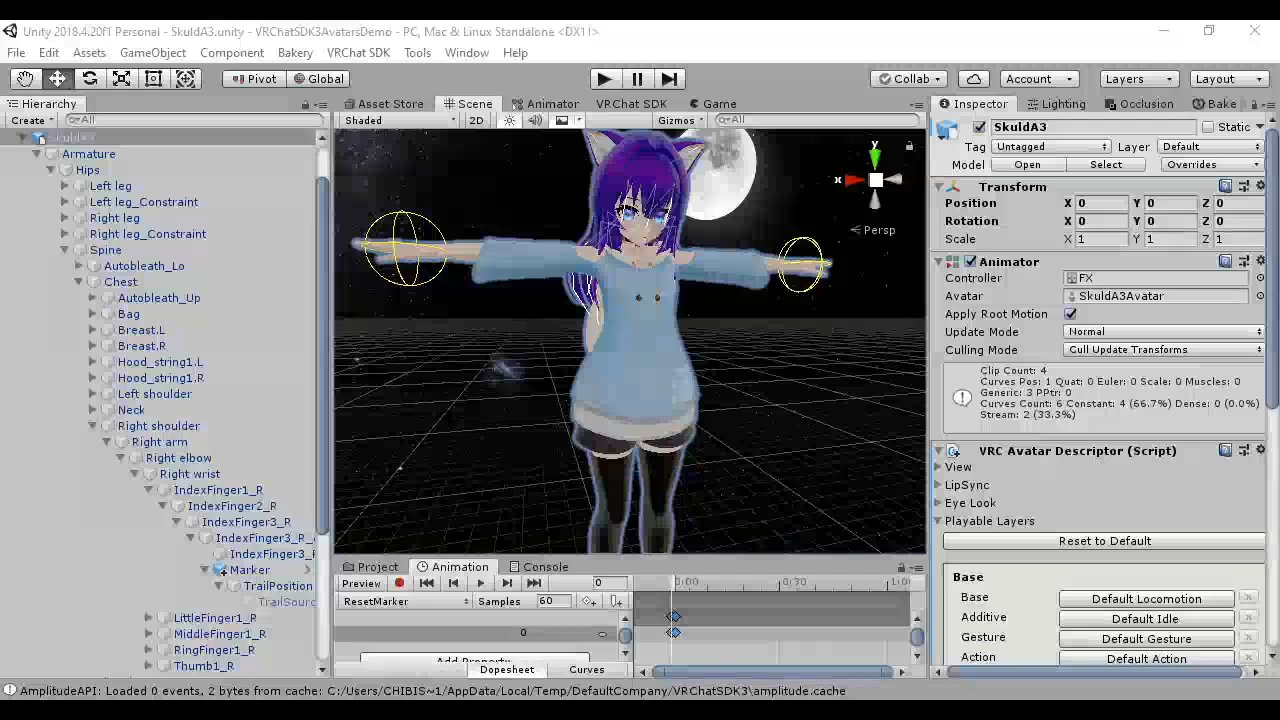 Unity 2018.4.20f1 Personal - SkuldA3.unity - VRChatSDK3AvatarsDemo - PC, Mac & Linux Standalone <DX11>
File Edit Assets GameObject Component Bakery VRChat SDK Tools Window Help
Pivot Global Collab Account Layers Layout
Hierarchy
Create All
SkuldA3
Armature
Hips
Left leg
Left leg_Constraint
Right leg
Right leg_Constraint
Spine
Autobleath_Lo
Chest
Autobleath_Up
Bag
Breast.L
Breast.R
Hood_string1.L
Hood_string1.R
Left shoulder
Neck
Right shoulder
Right arm
Right elbow
Right wrist
IndexFinger1_R
IndexFinger2_R
IndexFinger3_R
IndexFinger3_R_
IndexFinger3_
Marker
TrailPosition
TrailSourc
LittleFinger1_R
MiddleFinger1_R
RingFinger1_R
Thumb1_R
Asset Store Scene Animator VRChat SDK Game
Shaded 2D Gizmos All
y
x
Persp
Project Animation Console
Preview 0 0:00 0:30 1:0
ResetMarker Samples 60
0
Add Property
Dopesheet Curves
Inspector Lighting Occlusion Bake
SkuldA3 Static
Tag Untagged Layer Default
Model Open Select Overrides
Transform
Position X 0 Y 0 Z 0
Rotation X 0 Y 0 Z 0
Scale X 1 Y 1 Z 1
Animator
Controller FX
Avatar SkuldA3Avatar
Apply Root Motion
Update Mode Normal
Culling Mode Cull Update Transforms
Clip Count: 4
Curves Pos: 1 Quat: 0 Euler: 0 Scale: 0 Muscles: 0
Generic: 3 PPtr: 0
Curves Count: 6 Constant: 4 (66.7%) Dense: 0 (0.0%)
Stream: 2 (33.3%)
VRC Avatar Descriptor (Script)
View
LipSync
Eye Look
Playable Layers
Reset to Default
Base
Base Default Locomotion
Additive Default Idle
Gesture Default Gesture
Action Default Action
AmplitudeAPI: Loaded 0 events, 2 bytes from cache: C:/Users/CHIBIS~1/AppData/Local/Temp/DefaultCompany/VRChatSDK3\amplitude.cache